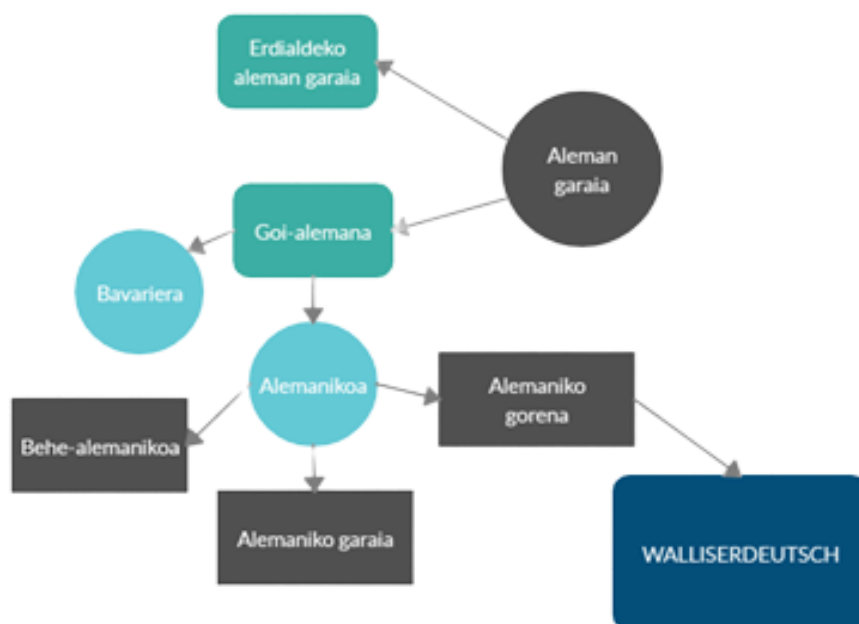 Erdialdeko
aleman garaia
Aleman
garaia
Goi-alemana
Bavariera
Alemanikoa
Alemaniko
gorena
Behe-alemanikoa
Alemaniko garaia
WALLISERDEUTSCH